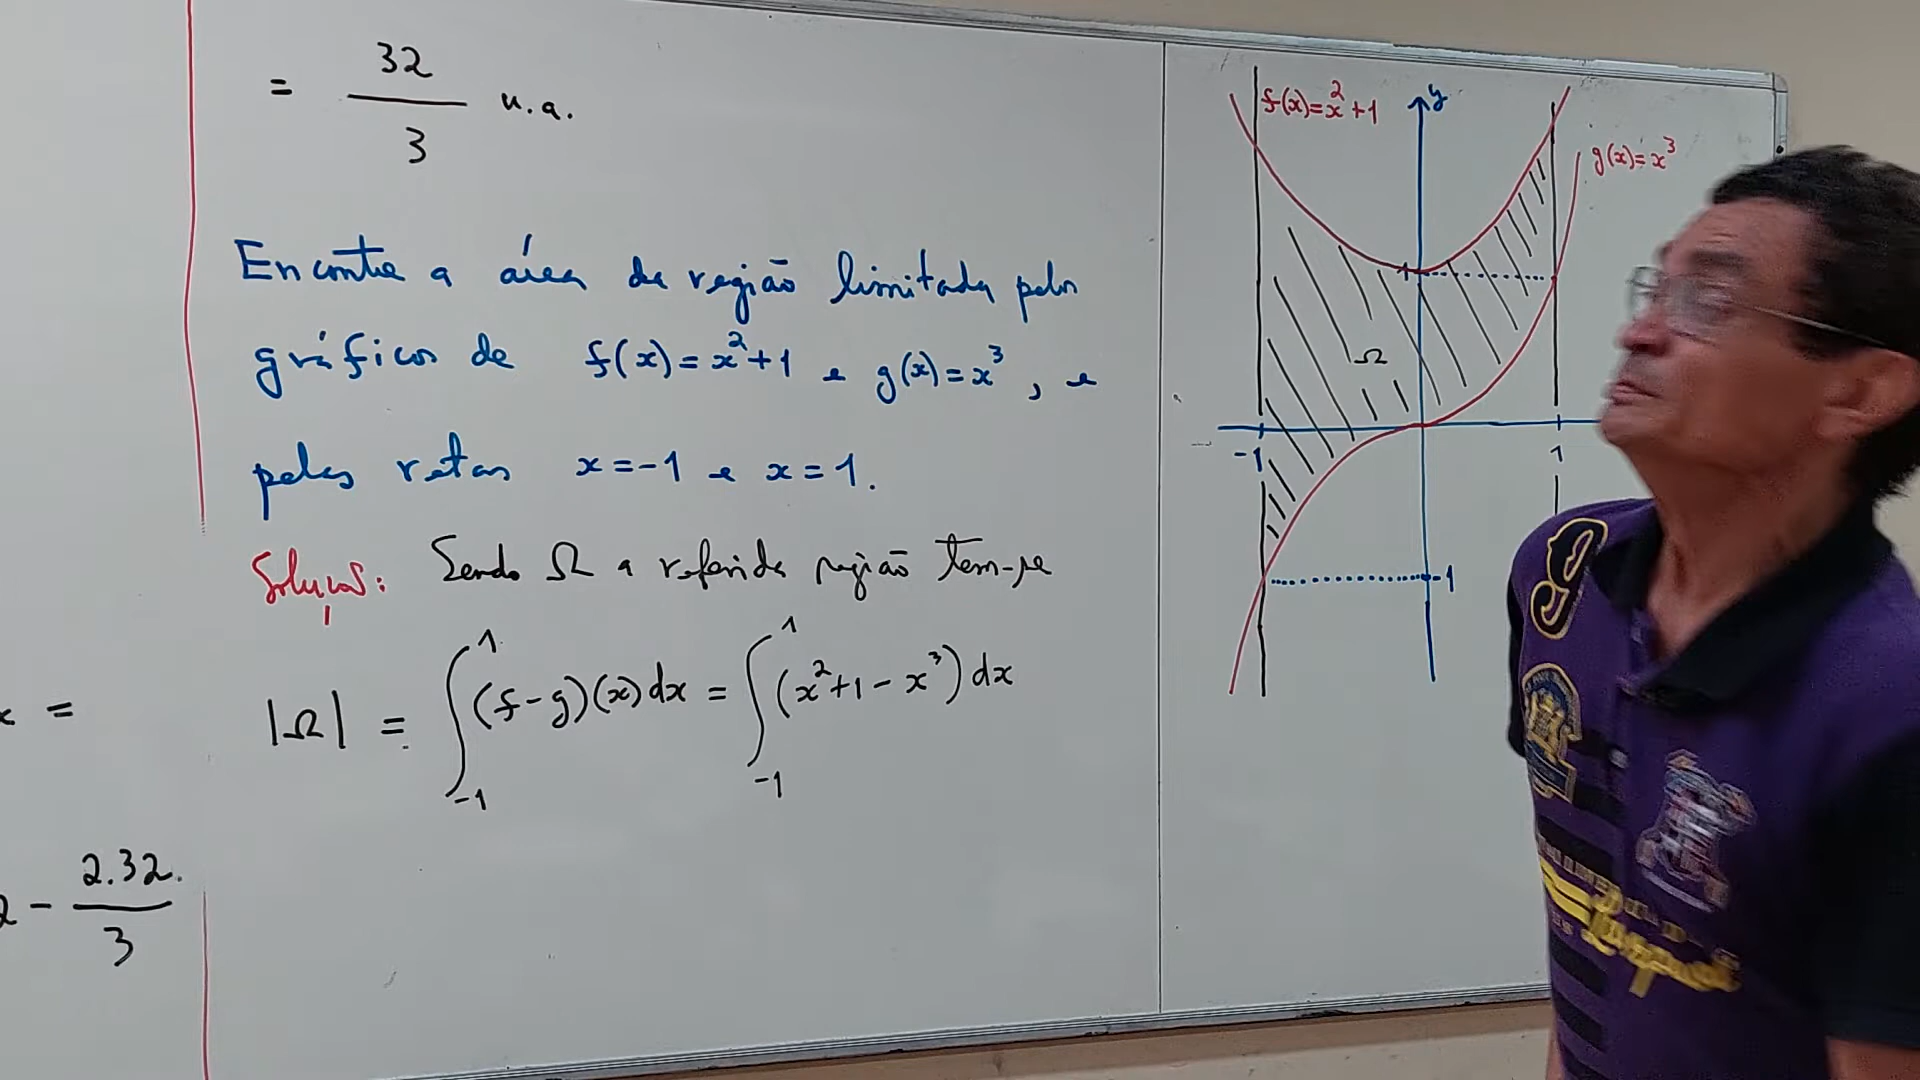 = 32/3 u.a.
Encontre a área da região limitada pelos
gráficos de f(x)=x²+1 e g(x)=x³, e
pelas retas x=-1 e x=1.
Solução: Sendo Ω a referida região tem-se
|Ω| = ∫₋₁¹ (f-g)(x)dx = ∫₋₁¹ (x²+1-x³)dx
x =
2 - 2.32/3
f(x)=x²+1
y
g(x)=x³
1
Ω
-1
1
-1